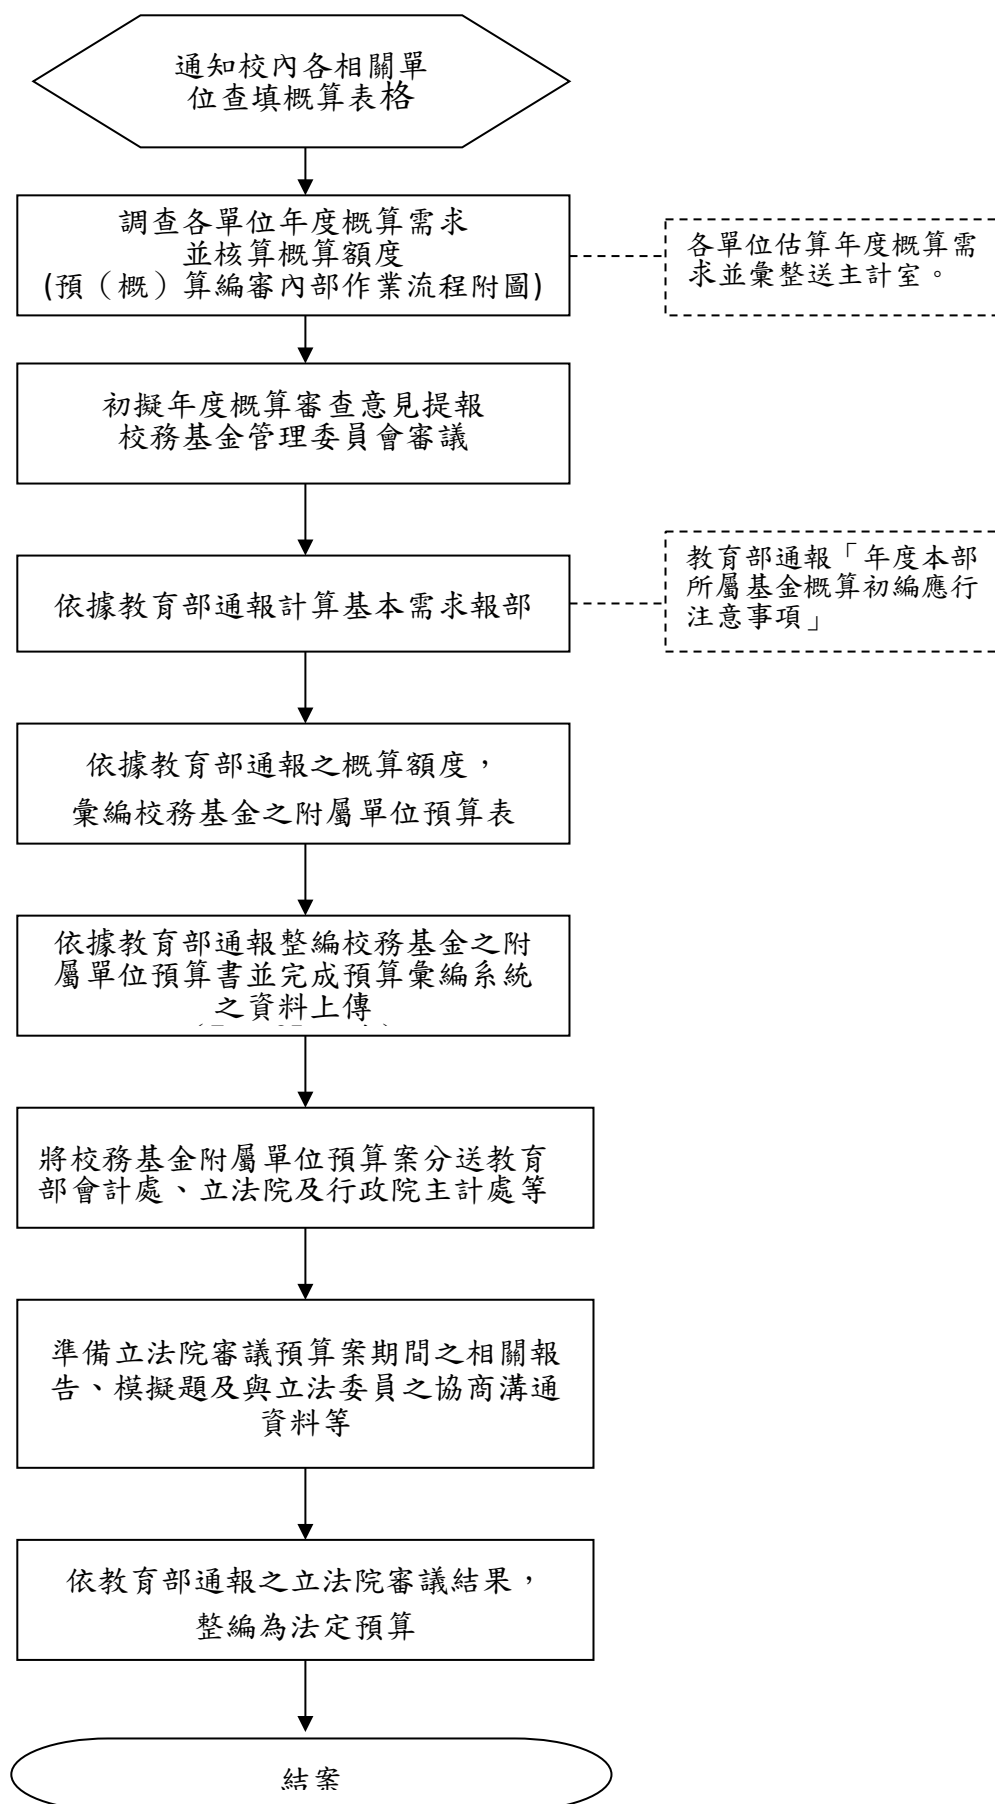 通知校內各相關單
位查填概算表格
調查各單位年度概算需求
並核算概算額度
(預（概）算編審內部作業流程附圖)
各單位估算年度概算需
求並彙整送主計室。
初擬年度概算審查意見提報
校務基金管理委員會審議
依據教育部通報計算基本需求報部
教育部通報「年度本部
所屬基金概算初編應行
注意事項」
依據教育部通報之概算額度，
彙編校務基金之附屬單位預算表
依據教育部通報整編校務基金之附
屬單位預算書並完成預算彙編系統
之資料上傳
將校務基金附屬單位預算案分送教育
部會計處、立法院及行政院主計處等
準備立法院審議預算案期間之相關報
告、模擬題及與立法委員之協商溝通
資料等
依教育部通報之立法院審議結果，
整編為法定預算
結案